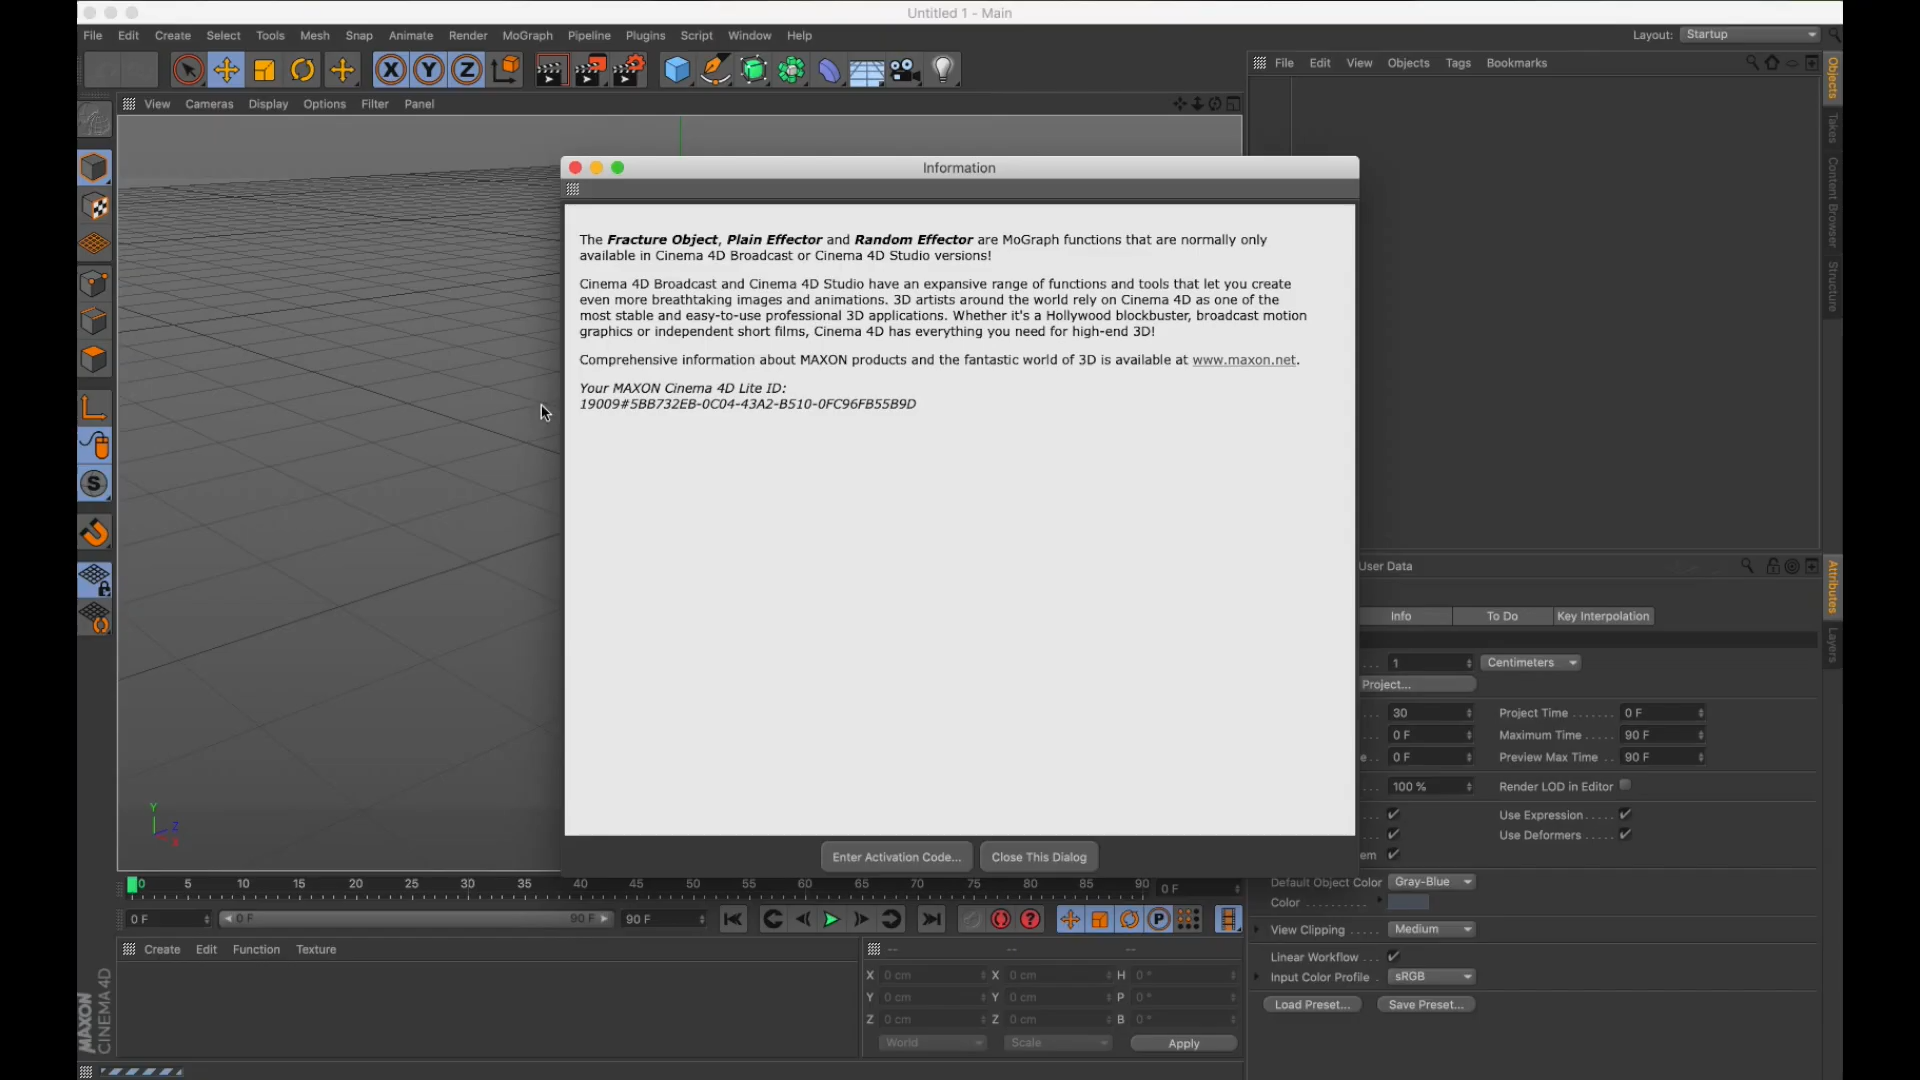 Untitled 1 - Main
File Edit Create Select Tools Mesh Snap Animate Render MoGraph Pipeline Plugins Script Window Help
Layout: Startup
View Cameras Display Options Filter Panel
File Edit View Objects Tags Bookmarks
Objects
Takes
Content Browser
Structure
X Y Z
Information
The Fracture Object, Plain Effector and Random Effector are MoGraph functions that are normally only
available in Cinema 4D Broadcast or Cinema 4D Studio versions!
Cinema 4D Broadcast and Cinema 4D Studio have an expansive range of functions and tools that let you create
even more breathtaking images and animations. 3D artists around the world rely on Cinema 4D as one of the
most stable and easy-to-use professional 3D applications. Whether it's a Hollywood blockbuster, broadcast motion
graphics or independent short films, Cinema 4D has everything you need for high-end 3D!
Comprehensive information about MAXON products and the fantastic world of 3D is available at www.maxon.net.
Your MAXON Cinema 4D Lite ID:
19009#5BB732EB-0C04-43A2-B510-0FC96FB55B9D
Enter Activation Code... Close This Dialog
S
Y
Z
X
User Data
Attributes
Layers
Info To Do Key Interpolation
. . . 1 Centimeters
Project...
. . . 30 Project Time . . . . . . . 0 F
. . . 0 F Maximum Time . . . . . 90 F
e . . 0 F Preview Max Time . . 90 F
. . . 100 % Render LOD in Editor
Use Expression . . . . .
Use Deformers . . . . .
em
Default Object Color Gray-Blue
Color . . . . . . . . . .
View Clipping . . . . . Medium
Linear Workflow . . .
Input Color Profile . sRGB
Load Preset... Save Preset...
0 5 10 15 20 25 30 35 40 45 50 55 60 65 70 75 80 85 90 0 F
0 F 0 F 90 F 90 F
P
Create Edit Function Texture
-- -- --
X 0 cm X 0 cm H 0 °
Y 0 cm Y 0 cm P 0 °
Z 0 cm Z 0 cm B 0 °
World Scale Apply
MAXON
CINEMA 4D